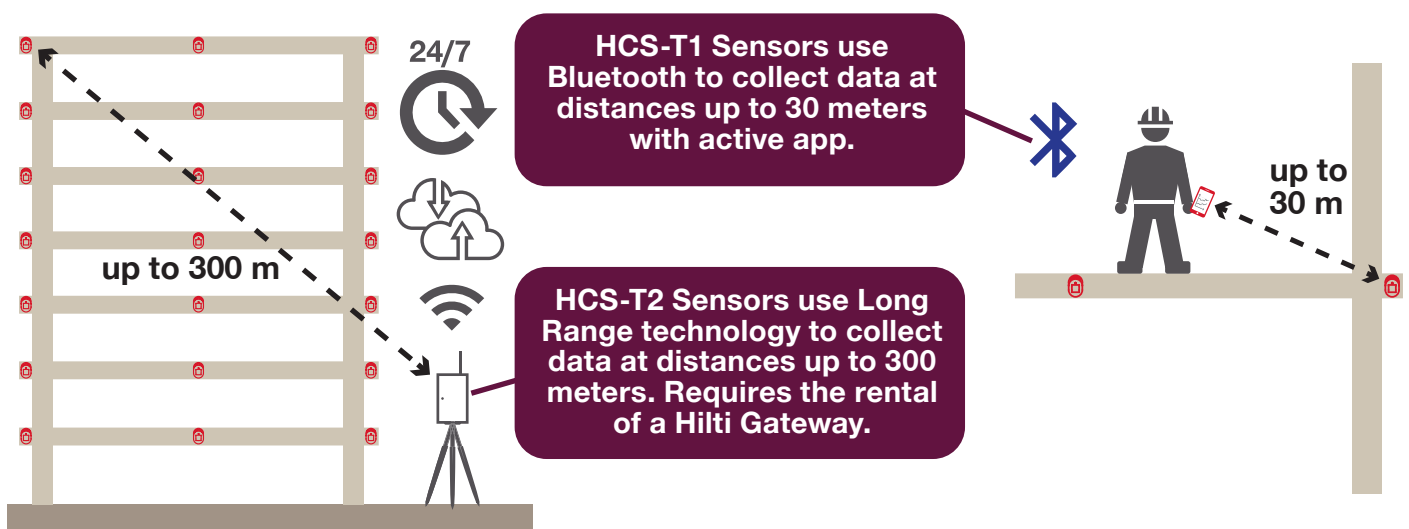 24/7
HCS-T1 Sensors use
Bluetooth to collect data at
distances up to 30 meters
with active app.
up to
30 m
up to 300 m
HCS-T2 Sensors use Long
Range technology to collect
data at distances up to 300
meters. Requires the rental
of a Hilti Gateway.